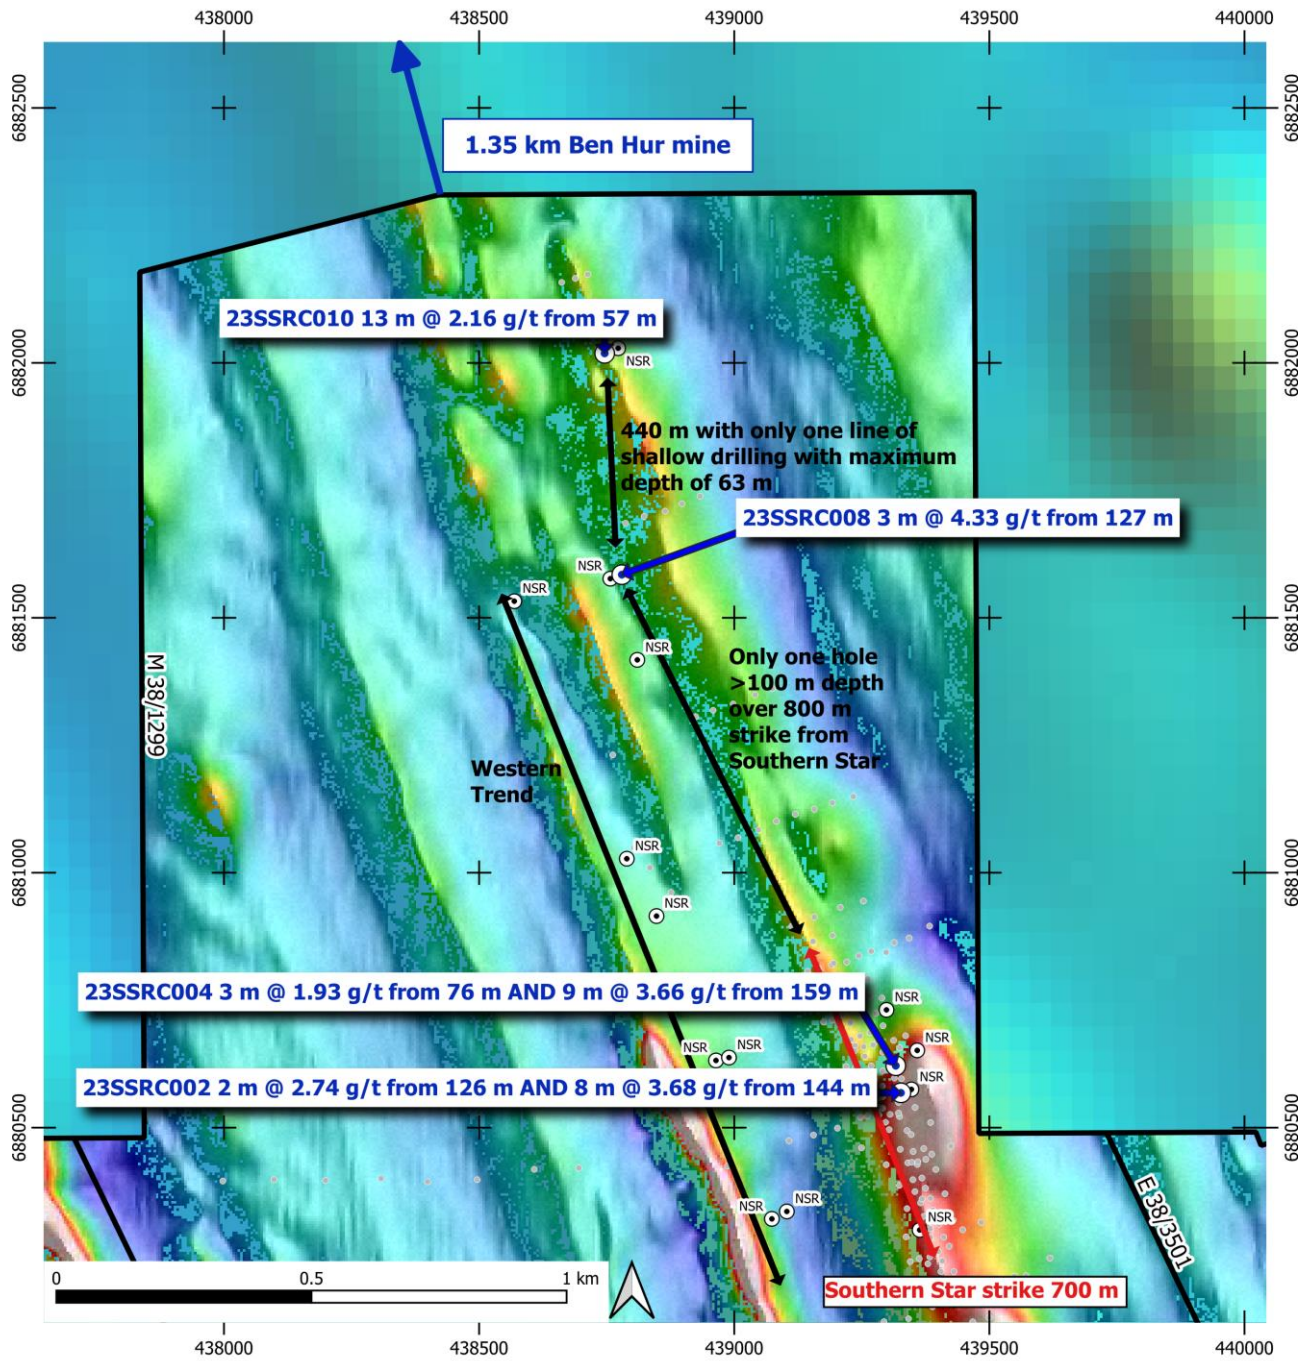 438000
438500
439000
439500
440000
6882500
6882500
1.35 km Ben Hur mine
23SSRC010 13 m @ 2.16 g/t from 57 m
6882000
6882000
NSR
440 m with only one line of
shallow drilling with maximum
depth of 63 m
23SSRC008 3 m @ 4.33 g/t from 127 m
NSR
NSR
6881500
6881500
NSR
Only one hole
>100 m depth
over 800 m
strike from
Southern Star
M 38/1299
Western
Trend
NSR
6881000
6881000
NSR
23SSRC004 3 m @ 1.93 g/t from 76 m AND 9 m @ 3.66 g/t from 159 m
NSR
NSR
NSR
NSR
NSR
23SSRC002 2 m @ 2.74 g/t from 126 m AND 8 m @ 3.68 g/t from 144 m
6880500
6880500
NSR
NSR
NSR
E 38/3501
0
0.5
1 km
Southern Star strike 700 m
438000
438500
439000
439500
440000